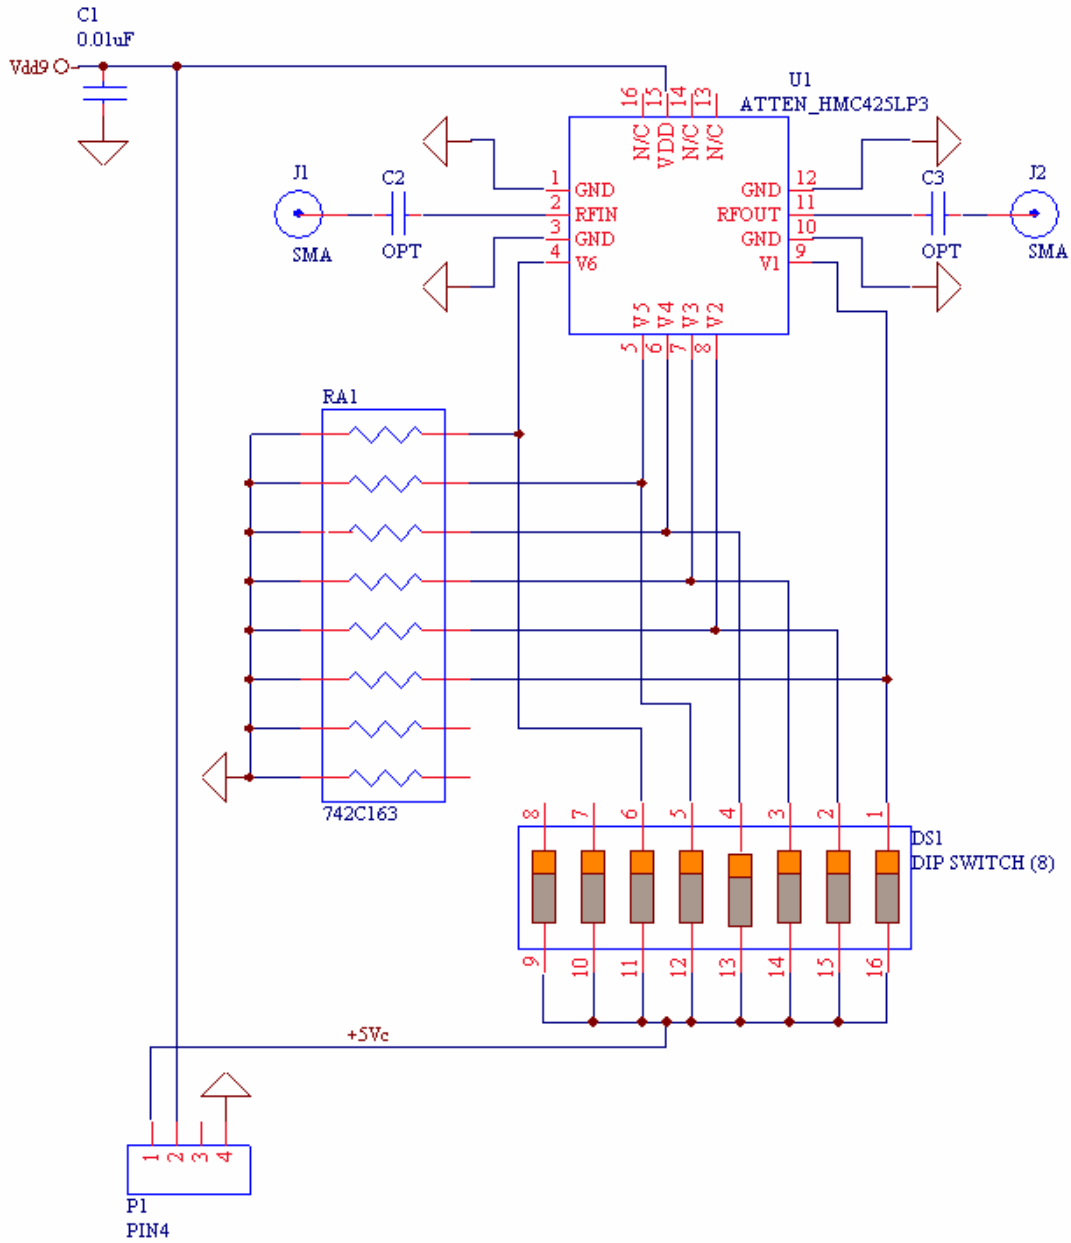 C1
0.01uF
Vdd9
U1
ATTEN_HMC425LP3
16 15 14 13
N/C VDD N/C N/C
J1
C2
1 GND
2 RFIN
3 GND
4 V6
GND 12
RFOUT 11
GND 10
V1 9
C3
J2
SMA
OPT
OPT
SMA
V5 V4 V3 V2
5 6 7 8
RA1
742C163
8 7 6 5 4 3 2 1
DS1
DIP SWITCH (8)
9 10 11 12 13 14 15 16
+5Vc
1 2 3 4
P1
PIN4